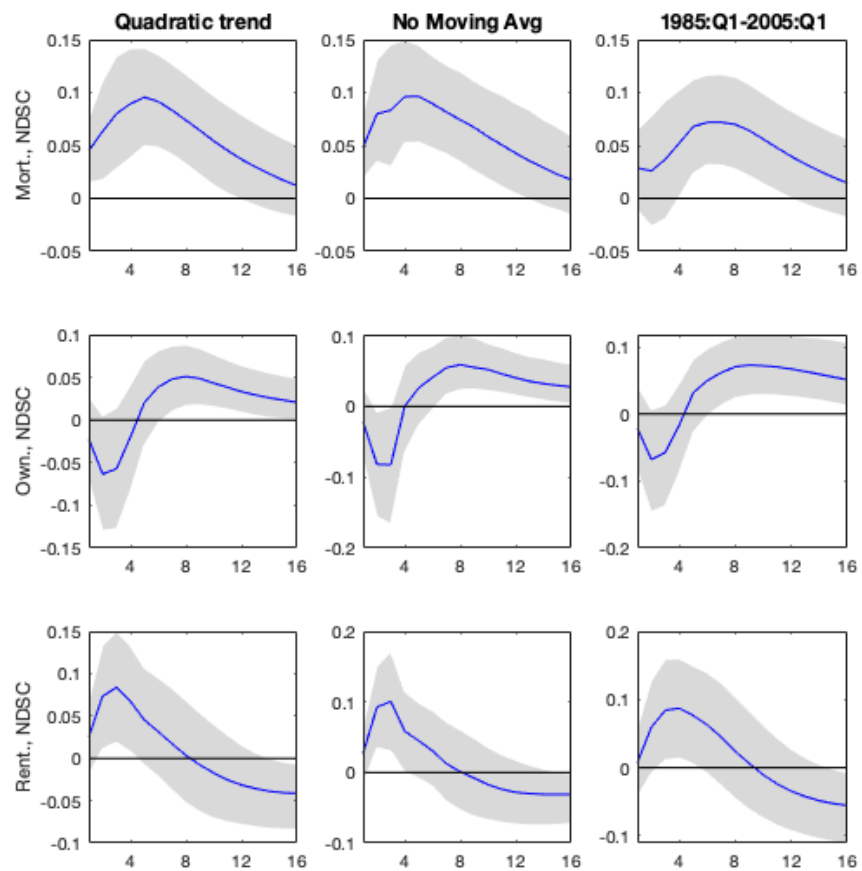 Quadratic trend No Moving Avg 1985:Q1-2005:Q1
Mort., NDSC
0.15 0.15 0.15
0.1 0.1 0.1
0.05 0.05 0.05
0 0 0
-0.05 -0.05 -0.05
4 8 12 16 4 8 12 16 4 8 12 16
Own., NDSC
0.1 0.1 0.1
0.05 0 0
0 -0.1 -0.1
-0.05 -0.2 -0.2
-0.1
-0.15
4 8 12 16 4 8 12 16 4 8 12 16
Rent., NDSC
0.15 0.2 0.2
0.1 0.1 0.1
0.05 0 0
0 -0.1 -0.1
-0.05
-0.1
4 8 12 16 4 8 12 16 4 8 12 16